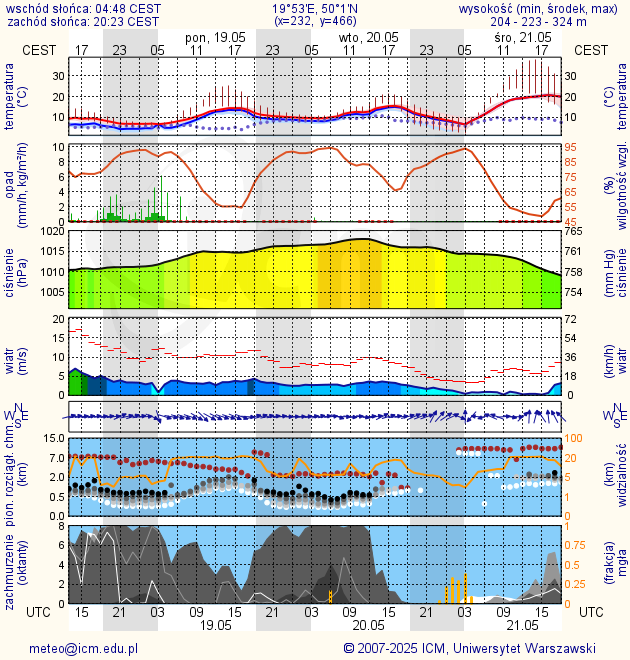 wschód słońca: 04:48 CEST
19°53'E, 50°1'N
wysokość (min, środek, max)
zachód słońca: 20:23 CEST
(x=232, y=466)
204 - 223 - 324 m
pon, 19.05
wto, 20.05
śro, 21.05
CEST 17 23 05 11 17 23 05 11 17 23 05 11 17 CEST
temperatura
(°C)
30
20
10
30
20
10
(°C)
temperatura
opad
(mm/h, kg/m²/h)
10
8
6
4
2
0
95
85
75
65
55
45
(%)
wilgotność wzgl.
ciśnienie
(hPa)
1020
1015
1010
1005
765
761
758
754
(mm Hg)
ciśnienie
wiatr
(m/s)
20
15
10
5
0
72
54
36
18
0
(km/h)
wiatr
N
W E
S
N
W E
S
pion. rozciągł. chm.
(km)
15.0
7.0
2.0
0.5
0.0
100
20
5
1
0
(km)
widzialność
zachmurzenie
(oktanty)
8
6
4
2
0
1
0.75
0.5
0.25
0
(frakcja)
mgła
UTC 15 21 03 09 15 21 03 09 15 21 03 09 15 UTC
19.05
20.05
21.05
meteo@icm.edu.pl
© 2007-2025 ICM, Uniwersytet Warszawski